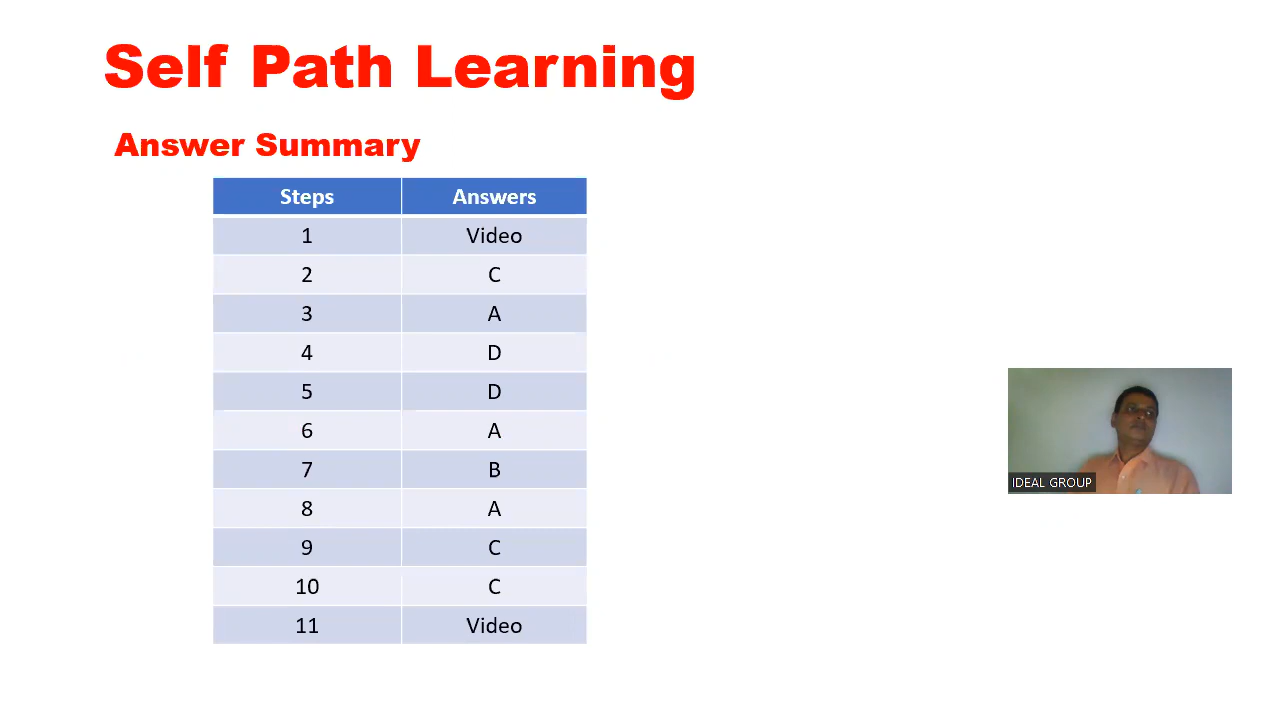 Self Path Learning
Answer Summary
Steps Answers
1 Video
2 C
3 A
4 D
5 D
6 A
7 B
8 A
9 C
10 C
11 Video
IDEAL GROUP